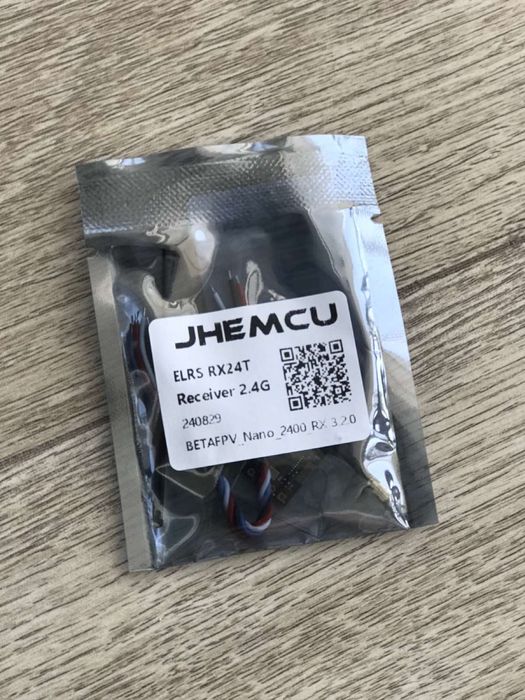 JHEMCU
ELRS RX24T
Receiver 2.4G
240829
BETAFPV_Nano_2400_RX 3.2.0